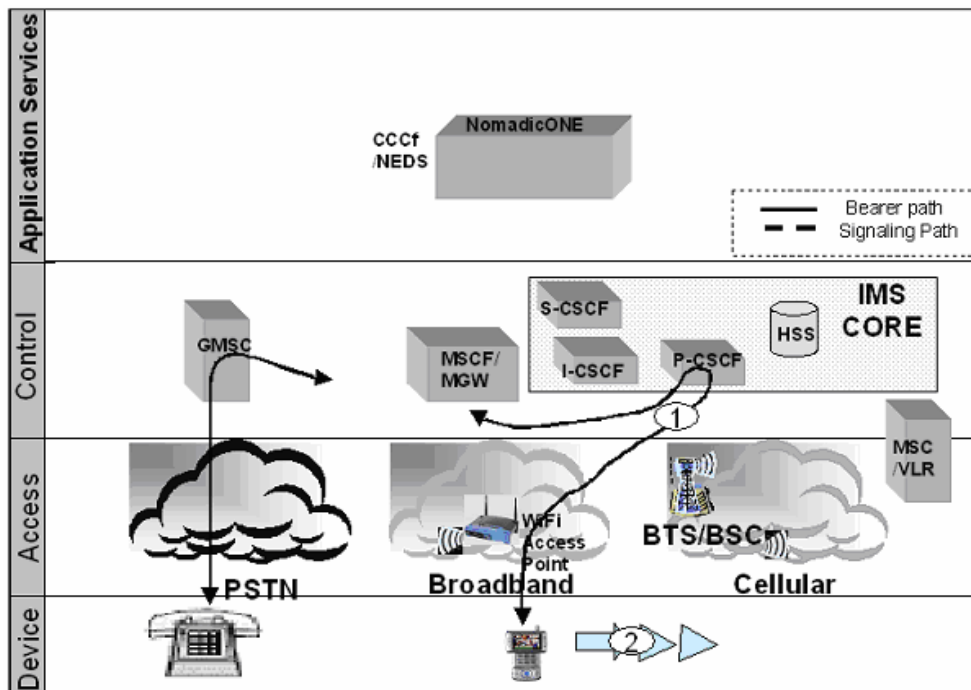 Application Services
NomadicONE
CCCf
/NEDS
Bearer path
Signaling Path
Control
GMSC
MSCF/
MGW
S-CSCF
I-CSCF
P-CSCF
HSS
IMS
CORE
1
MSC
/VLR
Access
PSTN
WiFi
Access
Point
Broadband
BTS/BSC
Cellular
Device
2